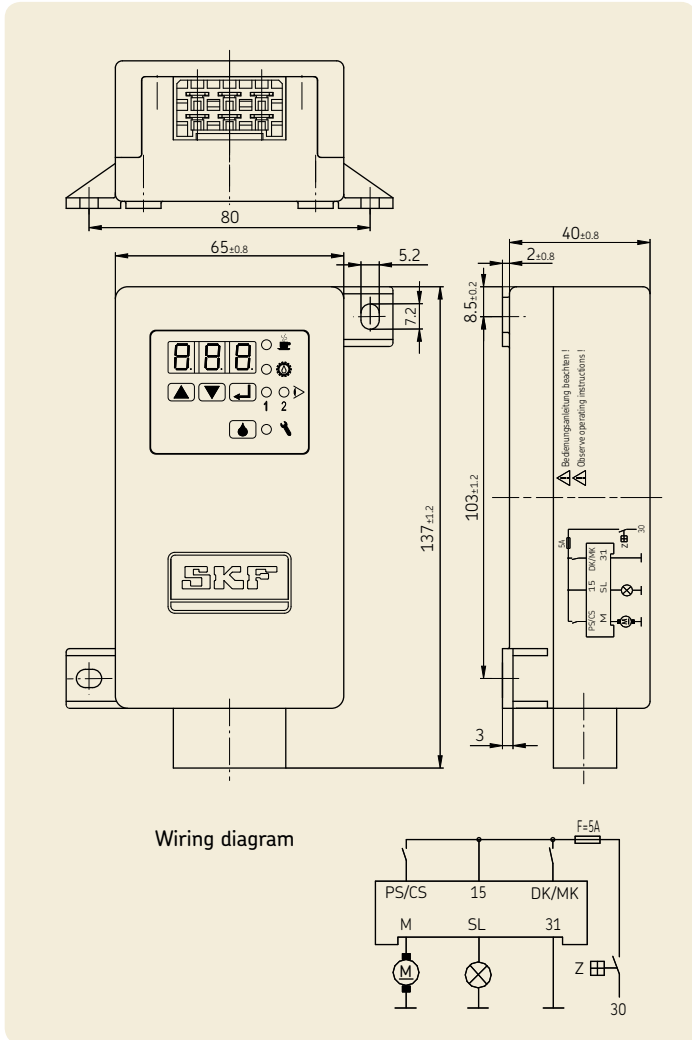 80
65±0.8
5.2
7.2
40±0.8
2±0.8
8.5±0.2
8.8.8.
1 2
Bedienungsanleitung beachten !
Observe operating instructions !
137±1.2
103±1.2
SKF
5A
Z
30
PS/CS 15 DK/MK
M SL 31
M
3
Wiring diagram
F=5A
PS/CS 15 DK/MK
M SL 31
M
Z
30